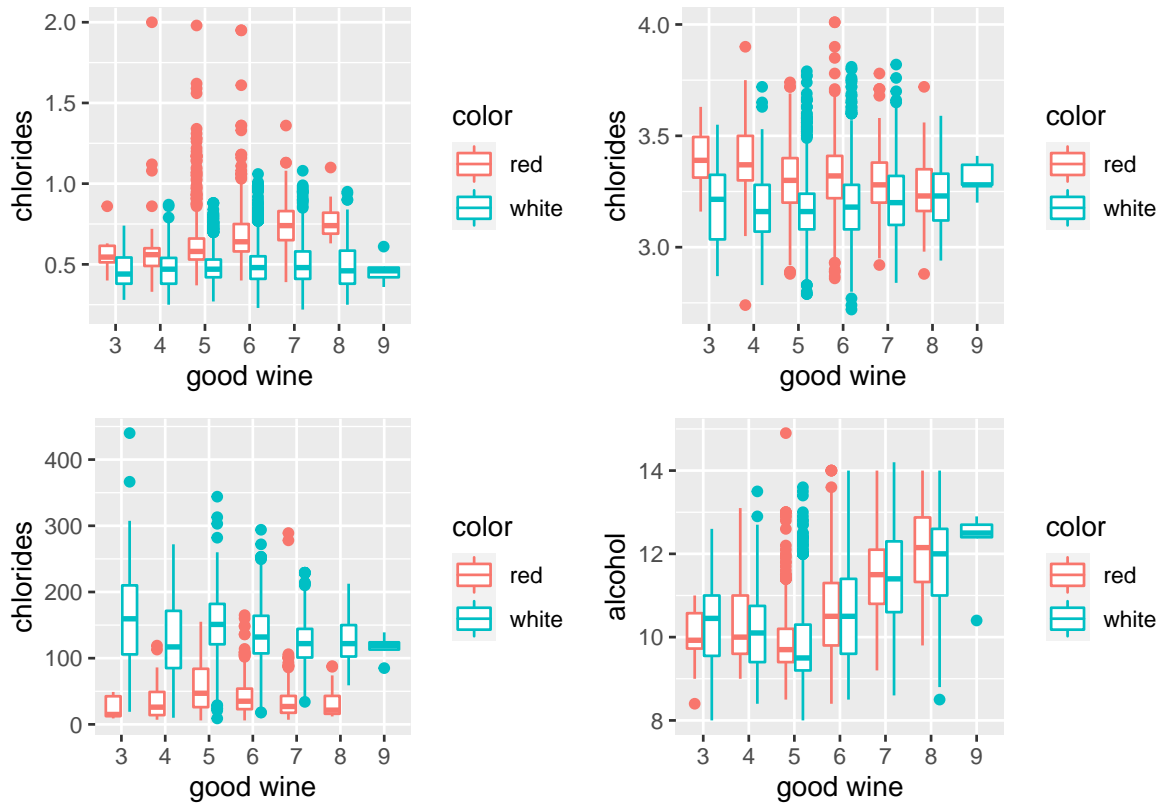 chlorides
2.0
1.5
1.0
0.5
3 4 5 6 7 8 9
good wine
color
red
white
chlorides
4.0
3.5
3.0
3 4 5 6 7 8 9
good wine
color
red
white
chlorides
400
300
200
100
0
3 4 5 6 7 8 9
good wine
color
red
white
alcohol
14
12
10
8
3 4 5 6 7 8 9
good wine
color
red
white